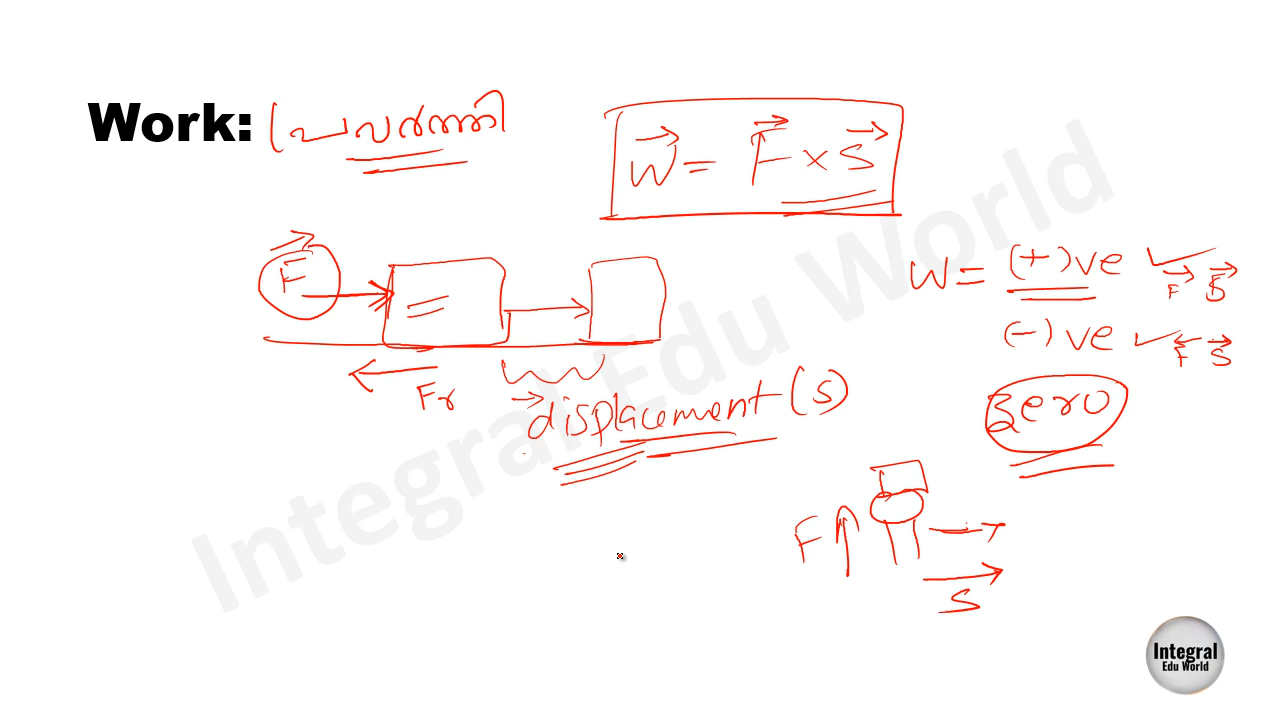 Work: പ്രവർത്തി
W = F × S
F
Fr
displacement (s)
W = (+)ve F S
(-) ve F S
zero
F
S
Integral Edu World
Integral
Edu World